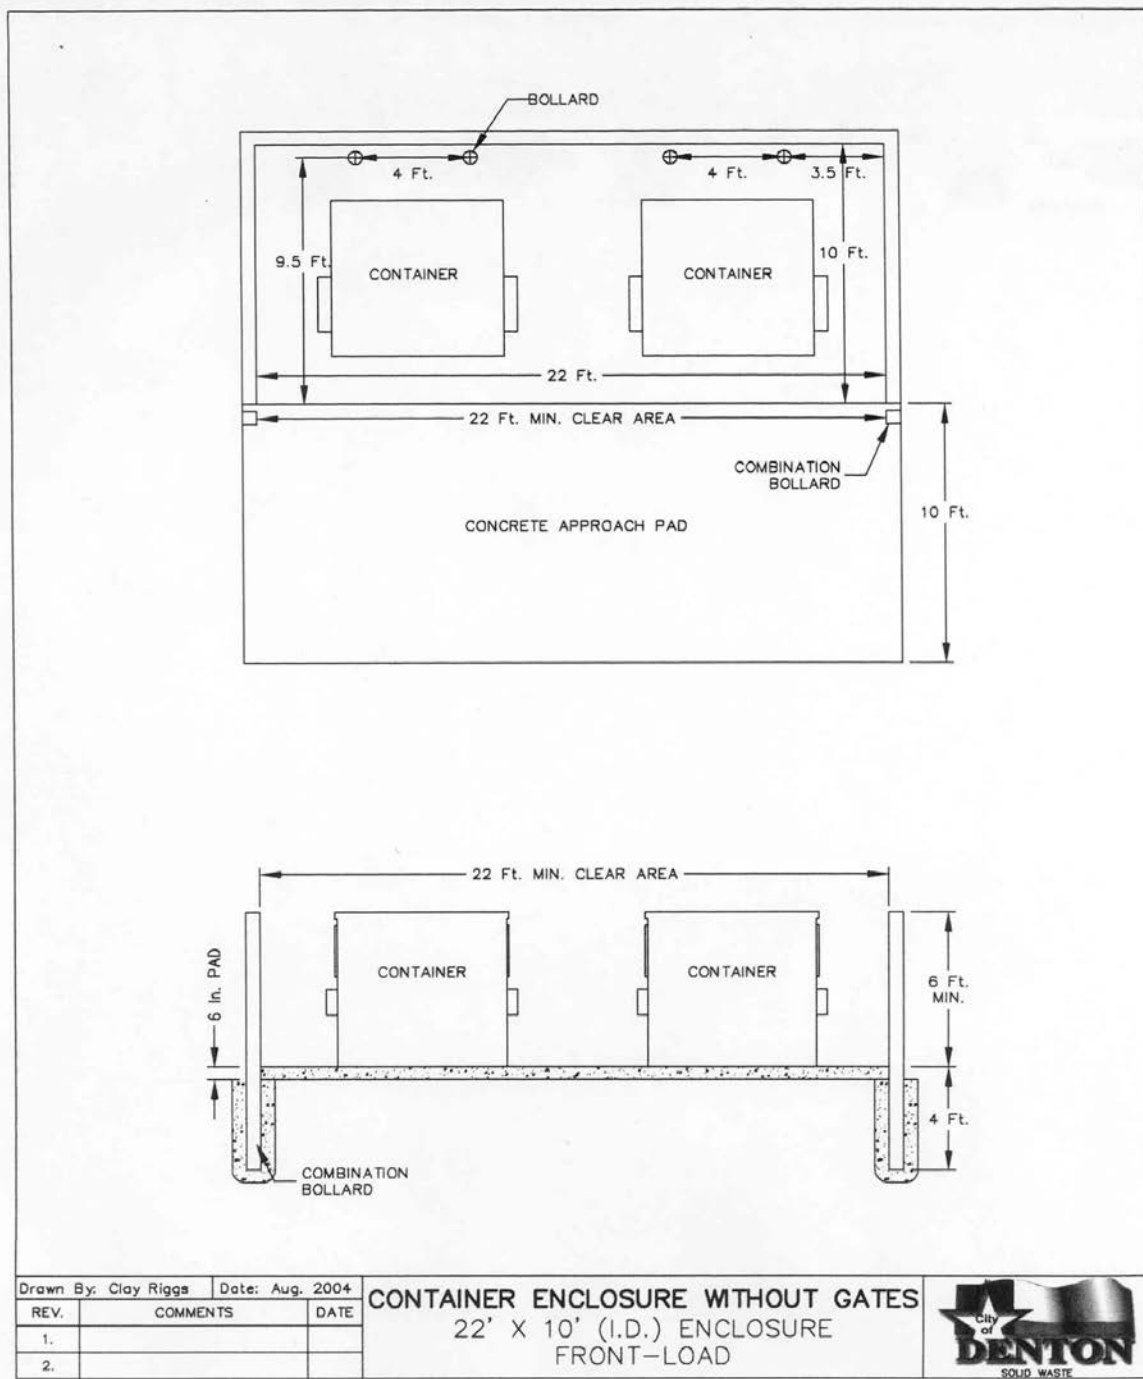 BOLLARD
4 Ft.
4 Ft.
3.5 Ft.
9.5 Ft.
10 Ft.
CONTAINER
CONTAINER
22 Ft.
22 Ft. MIN. CLEAR AREA
COMBINATION
BOLLARD
10 Ft.
CONCRETE APPROACH PAD
22 Ft. MIN. CLEAR AREA
6 In. PAD
CONTAINER
CONTAINER
6 Ft.
MIN.
4 Ft.
COMBINATION
BOLLARD
Drawn By: Clay Riggs Date: Aug. 2004
REV. COMMENTS DATE
1.
2.
CONTAINER ENCLOSURE WITHOUT GATES
22' X 10' (I.D.) ENCLOSURE
FRONT-LOAD
City
of
DENTON
SOLID WASTE